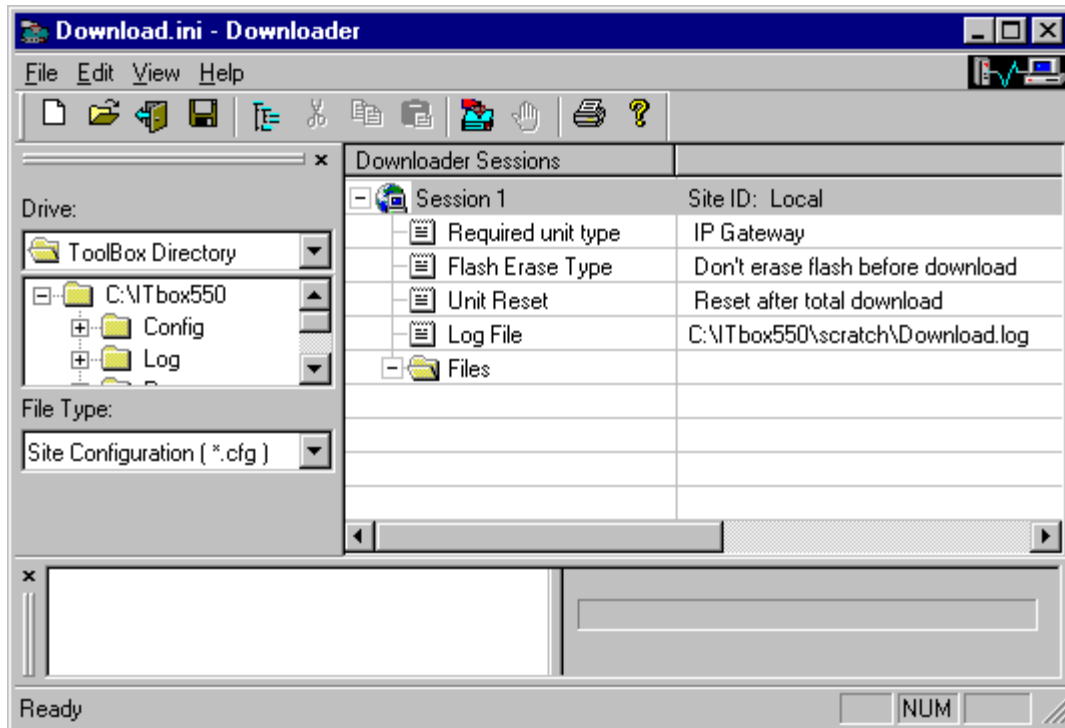 Download.ini - Downloader
File Edit View Help
Downloader Sessions
Drive:
ToolBox Directory
C:\ITbox550
Config
Log
File Type:
Site Configuration ( *.cfg )
Session 1 Site ID: Local
Required unit type IP Gateway
Flash Erase Type Don't erase flash before download
Unit Reset Reset after total download
Log File C:\ITbox550\scratch\Download.log
Files
Ready
NUM